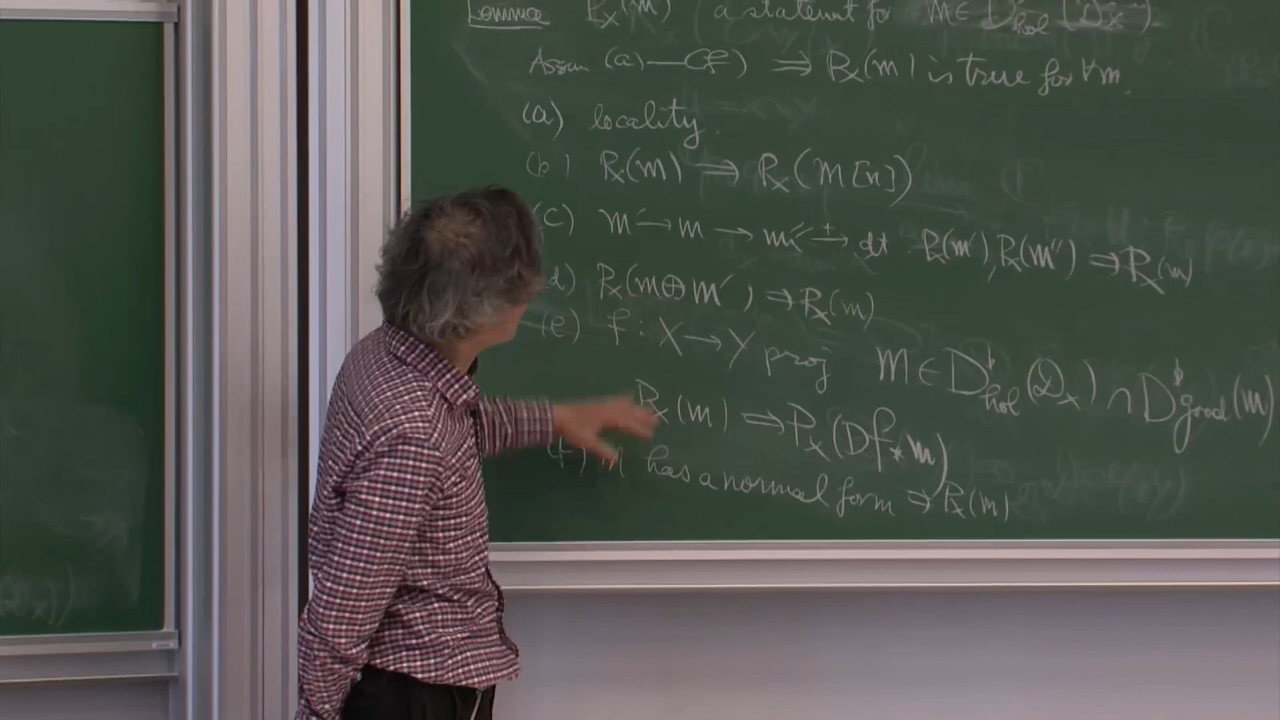 Lemma P_X(M) a statement for M ∈ D^b_hol(D_X).
Assum (a)—(f) ⟹ P_X(M) is true for ∀M.
(a) locality.
(b) P_X(M) ⟹ P_X(M[n])
(c) M' → M → M'' →^{+} dt. P_X(M'), P_X(M'') ⟹ P_X(M)
(d) P_X(M⊕M') ⟹ P_X(M)
(e) f : X → Y proj M ∈ D^b_hol(D_X) ∩ D^b_good(M)
P_X(M) ⟹ P_X(Df_*M)
(f) M has a normal form ⟹ P_X(M)